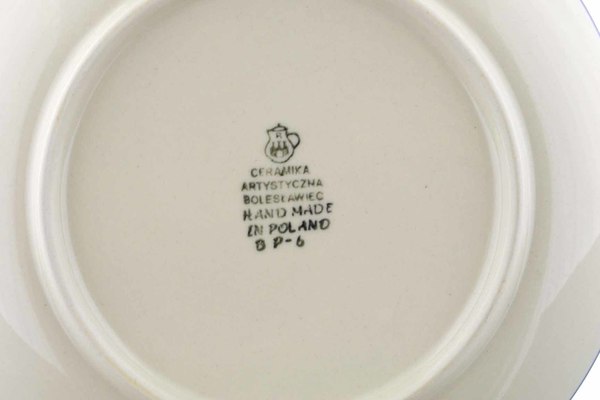 CERAMIKA
ARTYSTYCZNA
BOLESŁAWIEC
HAND MADE
IN POLAND
B P-6